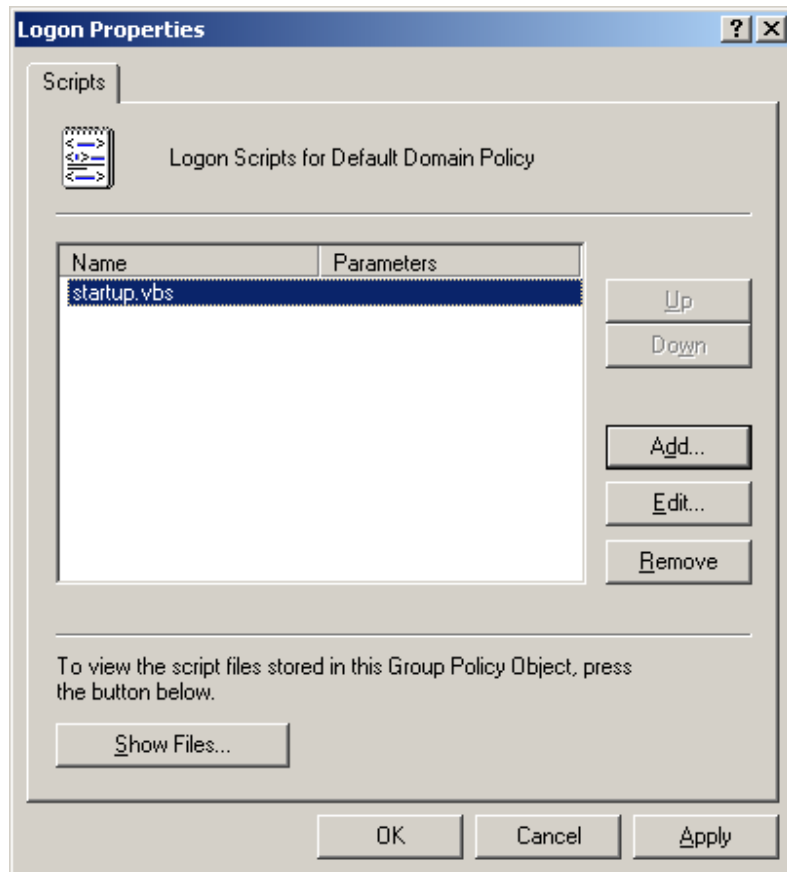 Logon Properties
Scripts
Logon Scripts for Default Domain Policy
Name Parameters
startup.vbs
Up
Down
Add...
Edit...
Remove
To view the script files stored in this Group Policy Object, press
the button below.
Show Files...
OK Cancel Apply